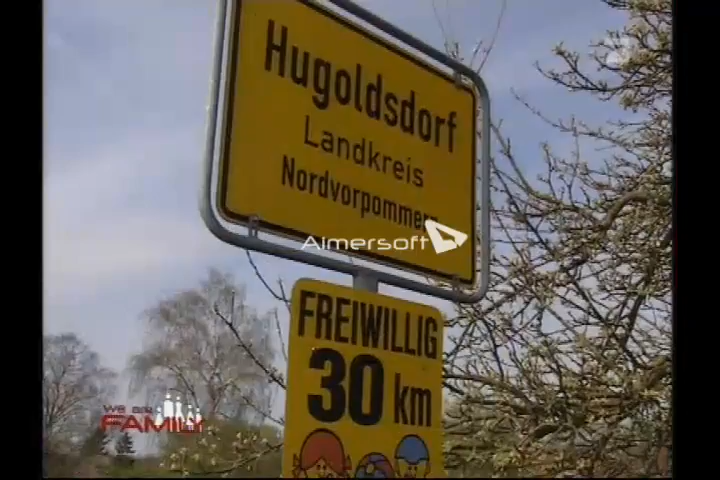 Hugoldsdorf
Landkreis
Nordvorpommern
Aimersoft
FREIWILLIG
30 km
WE ARE
FAMILY